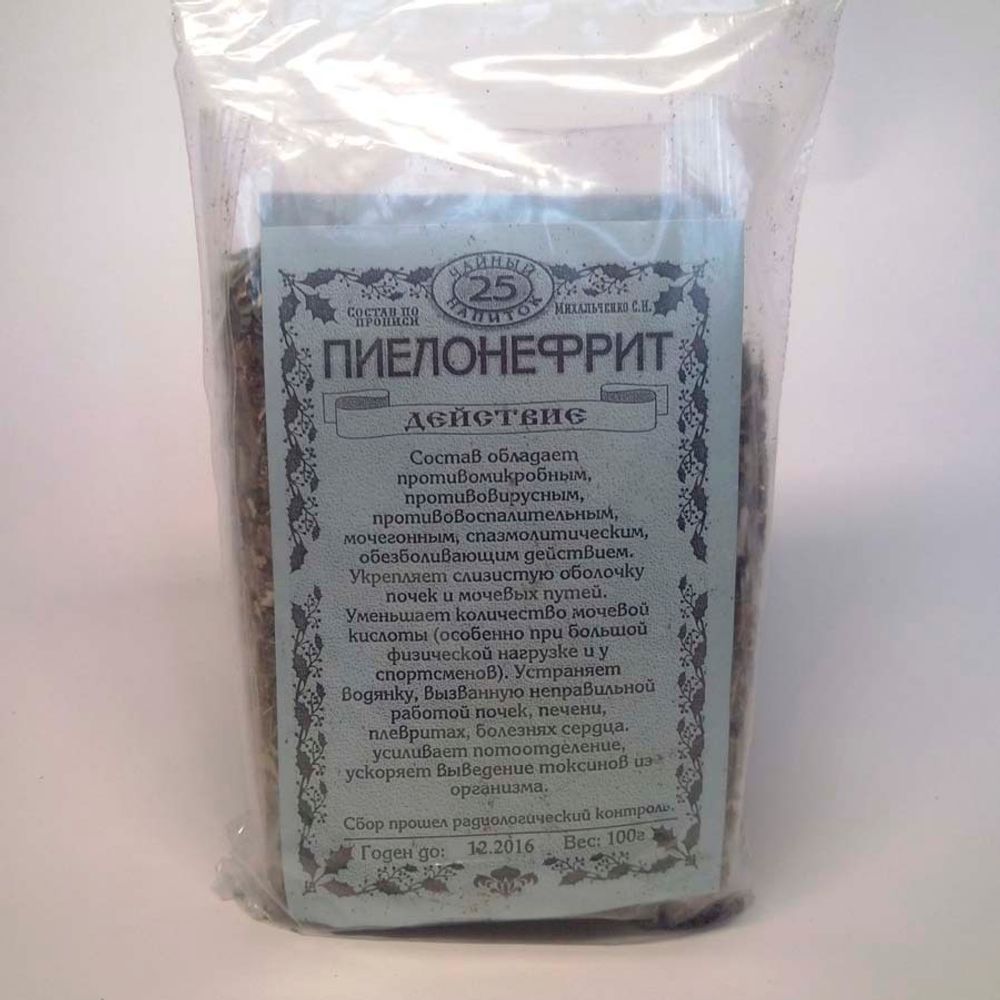 ЧАЙНЫЙ
25
НАПИТОК
Состав по
прописи
Михальченко С.Н.
ПИЕЛОНЕФРИТ
ДЕЙСТВИЕ
Состав обладает
противомикробным,
противовирусным,
противовоспалительным,
мочегонным, спазмолитическим,
обезболивающим действием.
Укрепляет слизистую оболочку
почек и мочевых путей.
Уменьшает количество мочевой
кислоты (особенно при большой
физической нагрузке и у
спортсменов). Устраняет
водянку, вызванную неправильной
работой почек, печени,
плевритах, болезнях сердца.
усиливает потоотделение,
ускоряет выведение токсинов из
организма.
Сбор прошел радиологический контроль.
Годен до: 12.2016 Вес: 100г